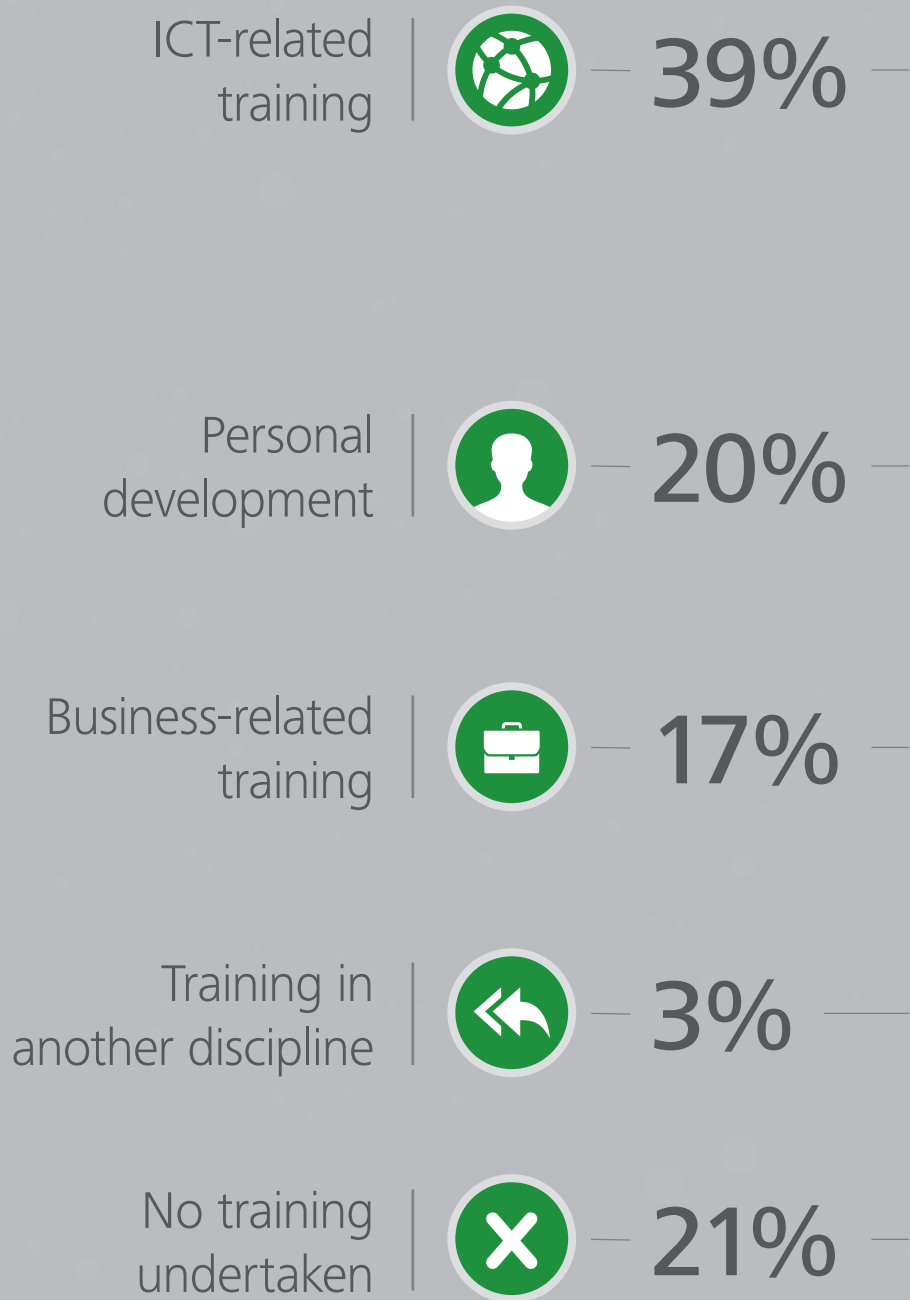 ICT-related
training
39%
Personal
development
20%
Business-related
training
17%
Training in
another discipline
3%
No training
undertaken
21%